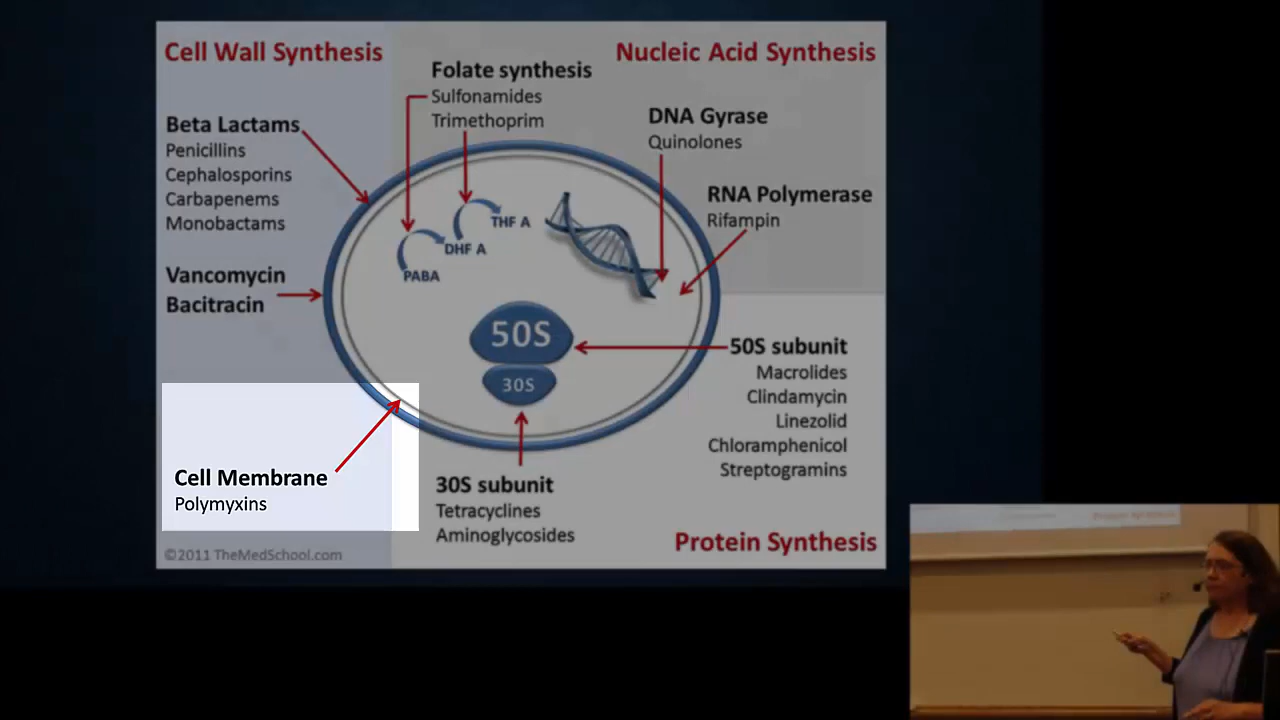 Cell Wall Synthesis
Nucleic Acid Synthesis
Folate synthesis
Sulfonamides
Trimethoprim
DNA Gyrase
Quinolones
Beta Lactams
Penicillins
Cephalosporins
Carbapenems
Monobactams
RNA Polymerase
Rifampin
THF A
DHF A
PABA
Vancomycin
Bacitracin
50S
30S
50S subunit
Macrolides
Clindamycin
Linezolid
Chloramphenicol
Streptogramins
Cell Membrane
Polymyxins
30S subunit
Tetracyclines
Aminoglycosides
Protein Synthesis
©2011 TheMedSchool.com
Protein Synthesis